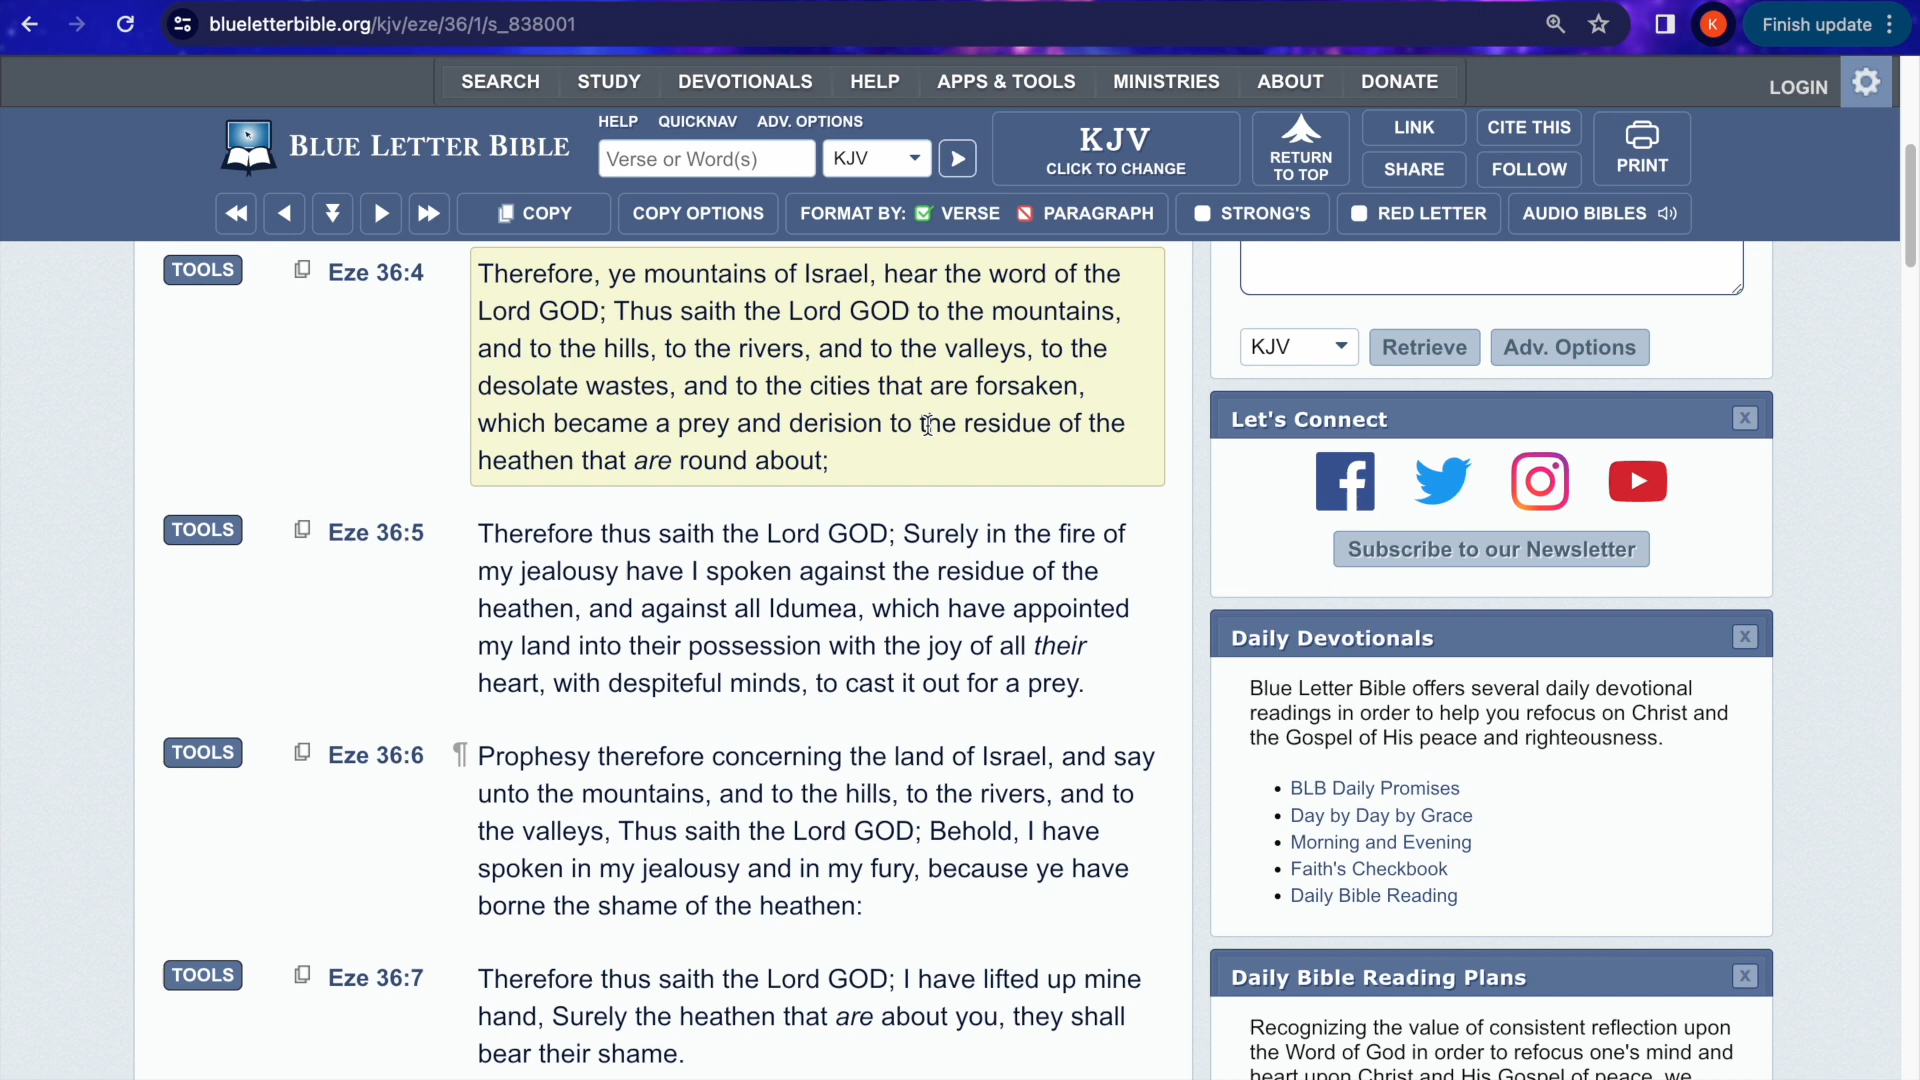 blueletterbible.org/kjv/eze/36/1/s_838001
K
Finish update
SEARCH STUDY DEVOTIONALS HELP APPS & TOOLS MINISTRIES ABOUT DONATE
LOGIN
BLUE LETTER BIBLE
HELP QUICKNAV ADV. OPTIONS
Verse or Word(s)
KJV
KJV
CLICK TO CHANGE
RETURN
TO TOP
LINK
CITE THIS
SHARE
FOLLOW
PRINT
COPY
COPY OPTIONS
FORMAT BY: VERSE PARAGRAPH
STRONG'S
RED LETTER
AUDIO BIBLES
TOOLS
Eze 36:4
Therefore, ye mountains of Israel, hear the word of the
Lord GOD; Thus saith the Lord GOD to the mountains,
and to the hills, to the rivers, and to the valleys, to the
desolate wastes, and to the cities that are forsaken,
which became a prey and derision to the residue of the
heathen that are round about;
TOOLS
Eze 36:5
Therefore thus saith the Lord GOD; Surely in the fire of
my jealousy have I spoken against the residue of the
heathen, and against all Idumea, which have appointed
my land into their possession with the joy of all their
heart, with despiteful minds, to cast it out for a prey.
TOOLS
Eze 36:6
¶ Prophesy therefore concerning the land of Israel, and say
unto the mountains, and to the hills, to the rivers, and to
the valleys, Thus saith the Lord GOD; Behold, I have
spoken in my jealousy and in my fury, because ye have
borne the shame of the heathen:
TOOLS
Eze 36:7
Therefore thus saith the Lord GOD; I have lifted up mine
hand, Surely the heathen that are about you, they shall
bear their shame.
KJV
Retrieve
Adv. Options
Let's Connect
X
Subscribe to our Newsletter
Daily Devotionals
X
Blue Letter Bible offers several daily devotional
readings in order to help you refocus on Christ and
the Gospel of His peace and righteousness.
• BLB Daily Promises
• Day by Day by Grace
• Morning and Evening
• Faith's Checkbook
• Daily Bible Reading
Daily Bible Reading Plans
X
Recognizing the value of consistent reflection upon
the Word of God in order to refocus one's mind and
heart upon Christ and His Gospel of peace, we